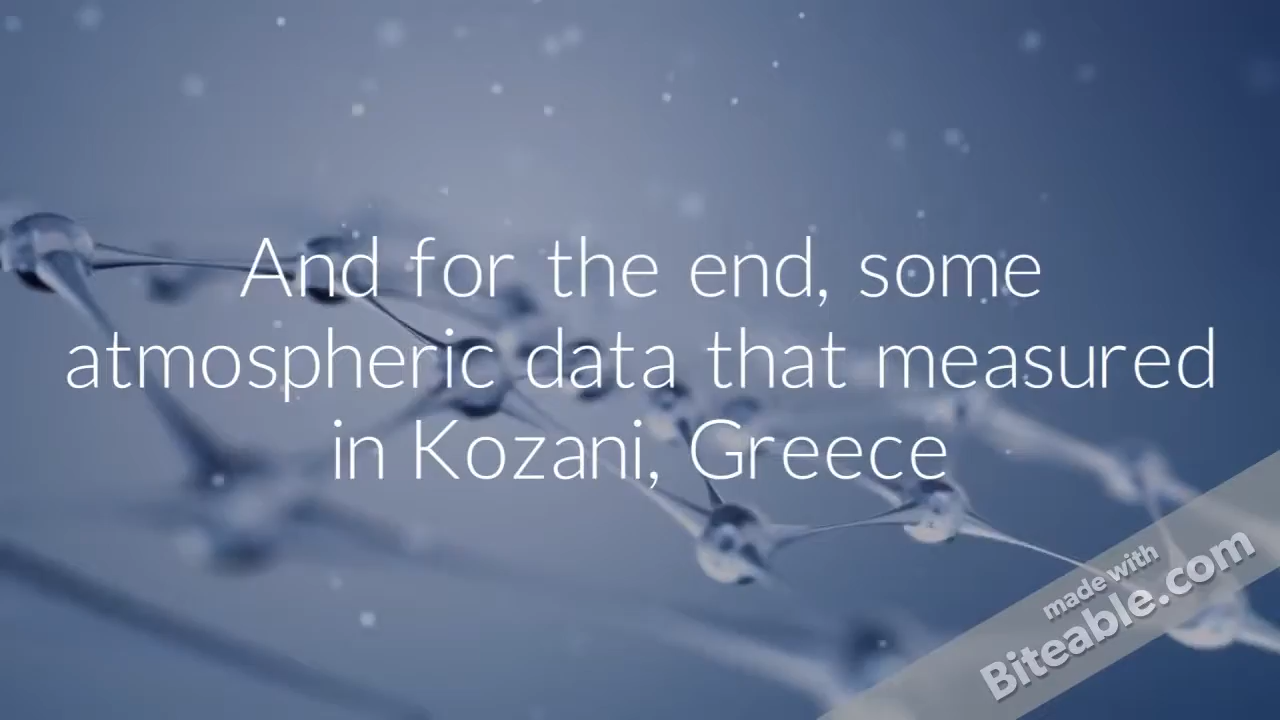 And for the end, some
atmospheric data that measured
in Kozani, Greece
made with
Biteable.com